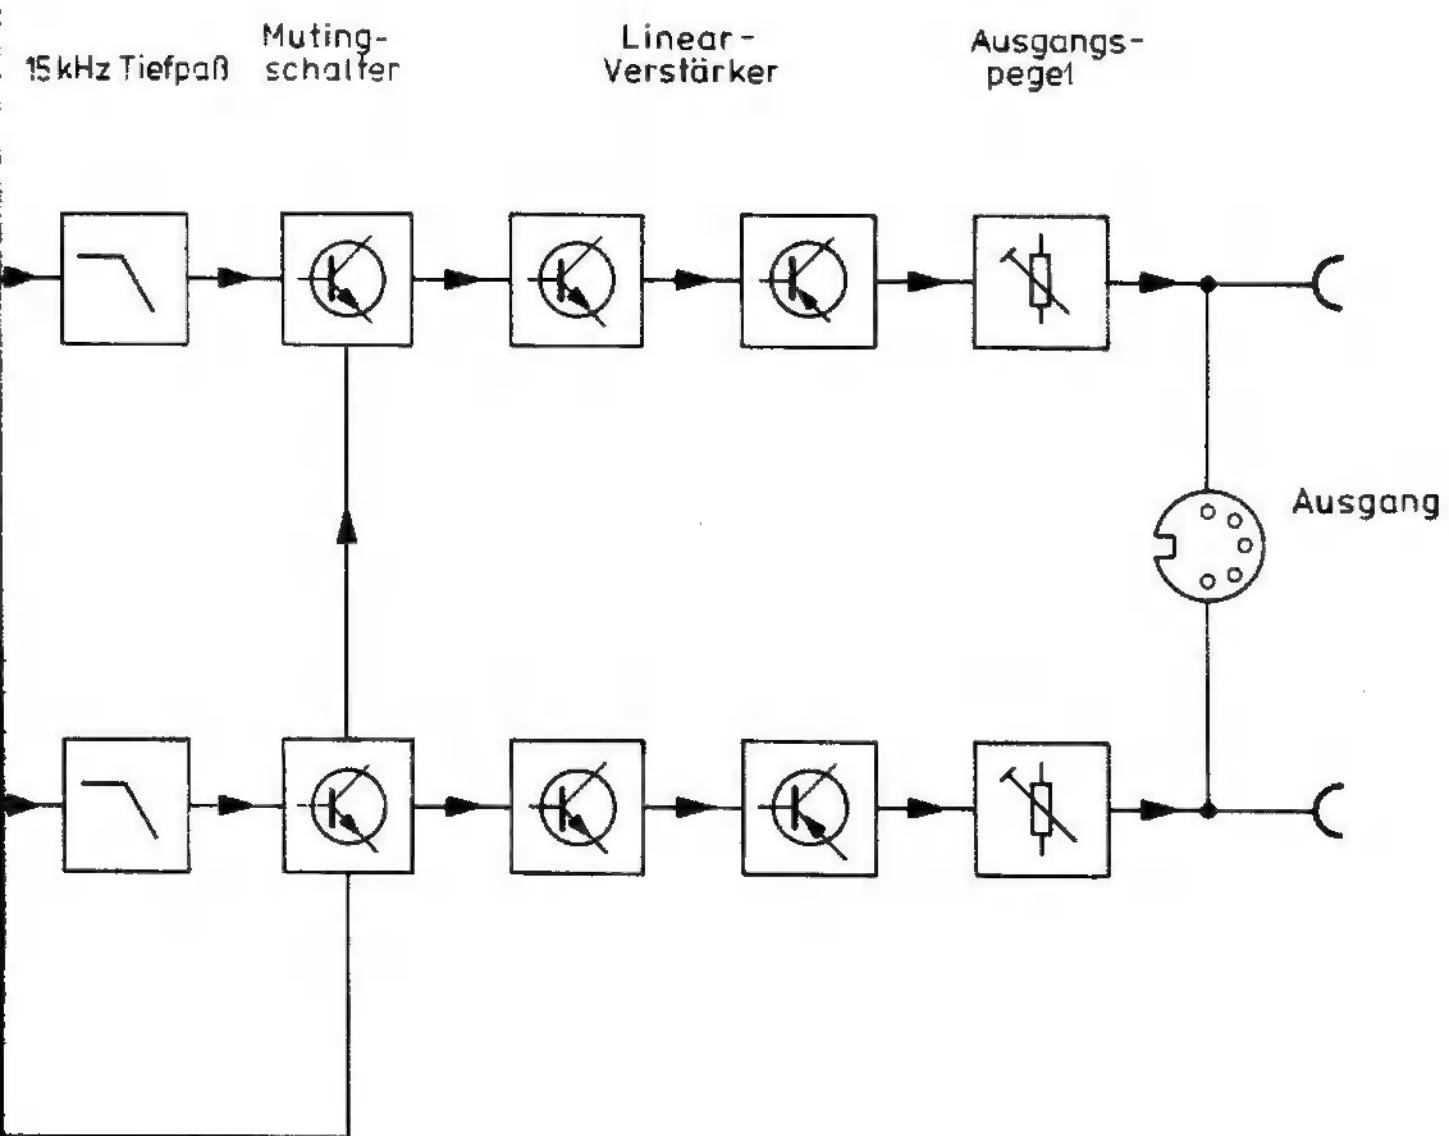 15 kHz Tiefpaß
Muting-
schalter
Linear-
Verstärker
Ausgangs-
pegel
Ausgang